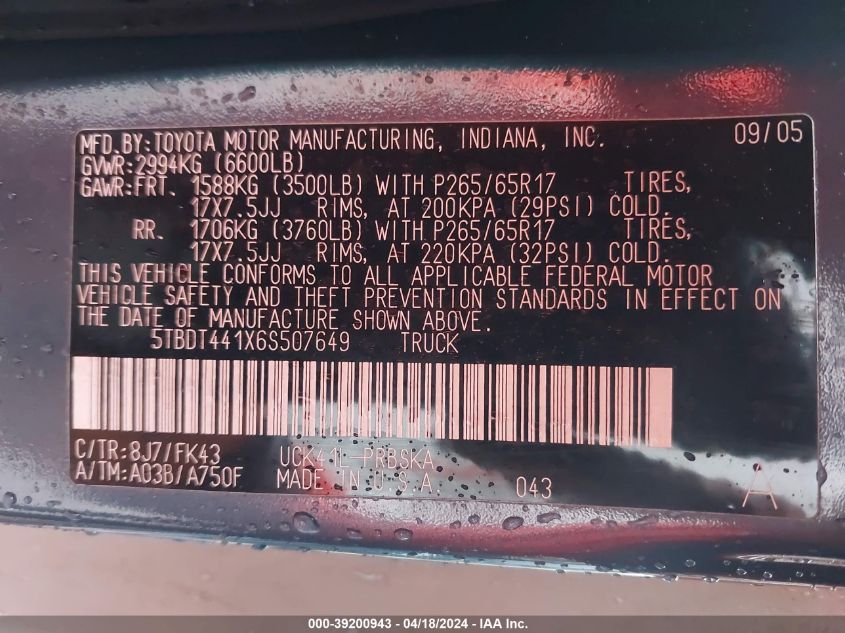 MFD.BY:TOYOTA MOTOR MANUFACTURING, INDIANA, INC. 09/05
GVWR:2994KG (6600LB)
GAWR:FRT. 1588KG (3500LB) WITH P265/65R17 TIRES,
17X7.5JJ RIMS, AT 200KPA (29PSI) COLD.
RR. 1706KG (3760LB) WITH P265/65R17 TIRES,
17X7.5JJ RIMS, AT 220KPA (32PSI) COLD.
THIS VEHICLE CONFORMS TO ALL APPLICABLE FEDERAL MOTOR
VEHICLE SAFETY AND THEFT PREVENTION STANDARDS IN EFFECT ON
THE DATE OF MANUFACTURE SHOWN ABOVE.
5TBDT441X6S507649 TRUCK
C/TR:8J7/FK43 UCK41L-PRBSKA
A/TM:A03B/A750F MADE IN U.S.A. 043 A
000-39200943 - 04/18/2024 - IAA Inc.